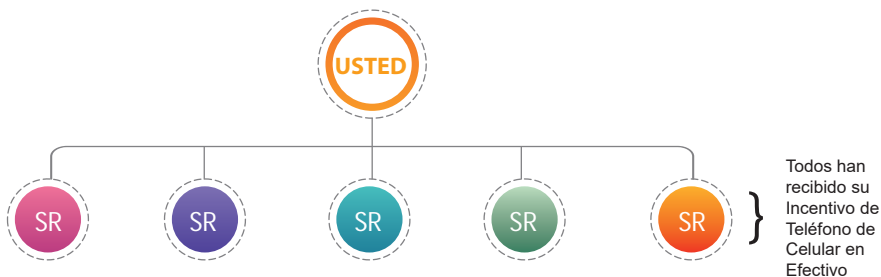 USTED
SR SR SR SR SR
}
Todos han
recibido su
Incentivo de
Teléfono de
Celular en
Efectivo